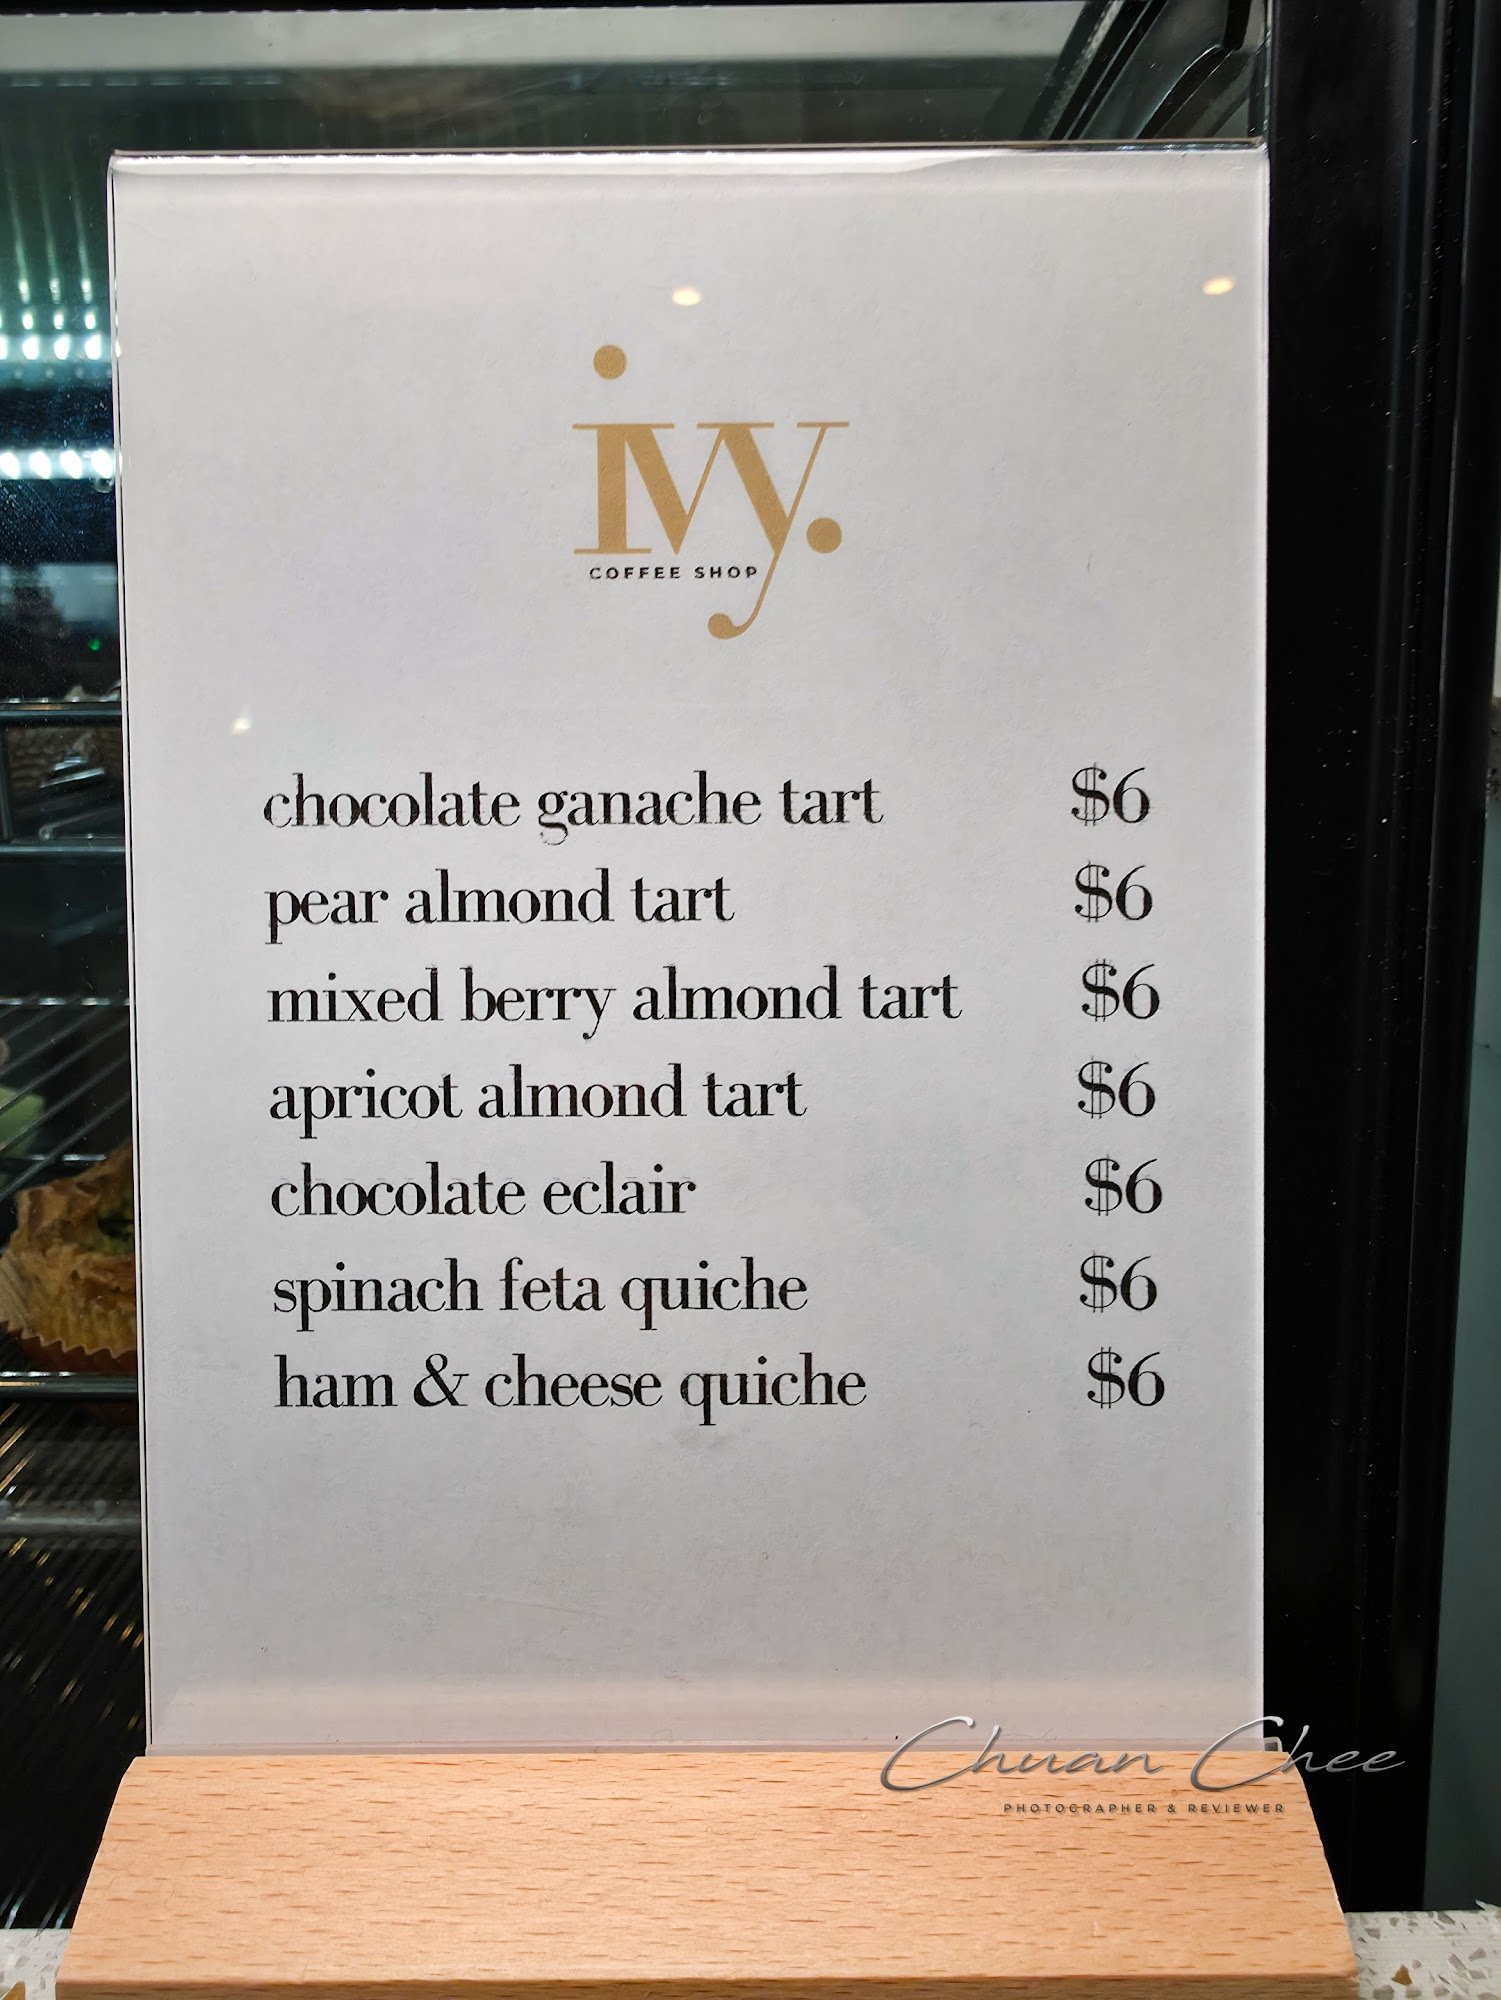 ivy.
COFFEE SHOP
chocolate ganache tart $6
pear almond tart $6
mixed berry almond tart $6
apricot almond tart $6
chocolate eclair $6
spinach feta quiche $6
ham & cheese quiche $6
Chuan Chee
PHOTOGRAPHER & REVIEWER